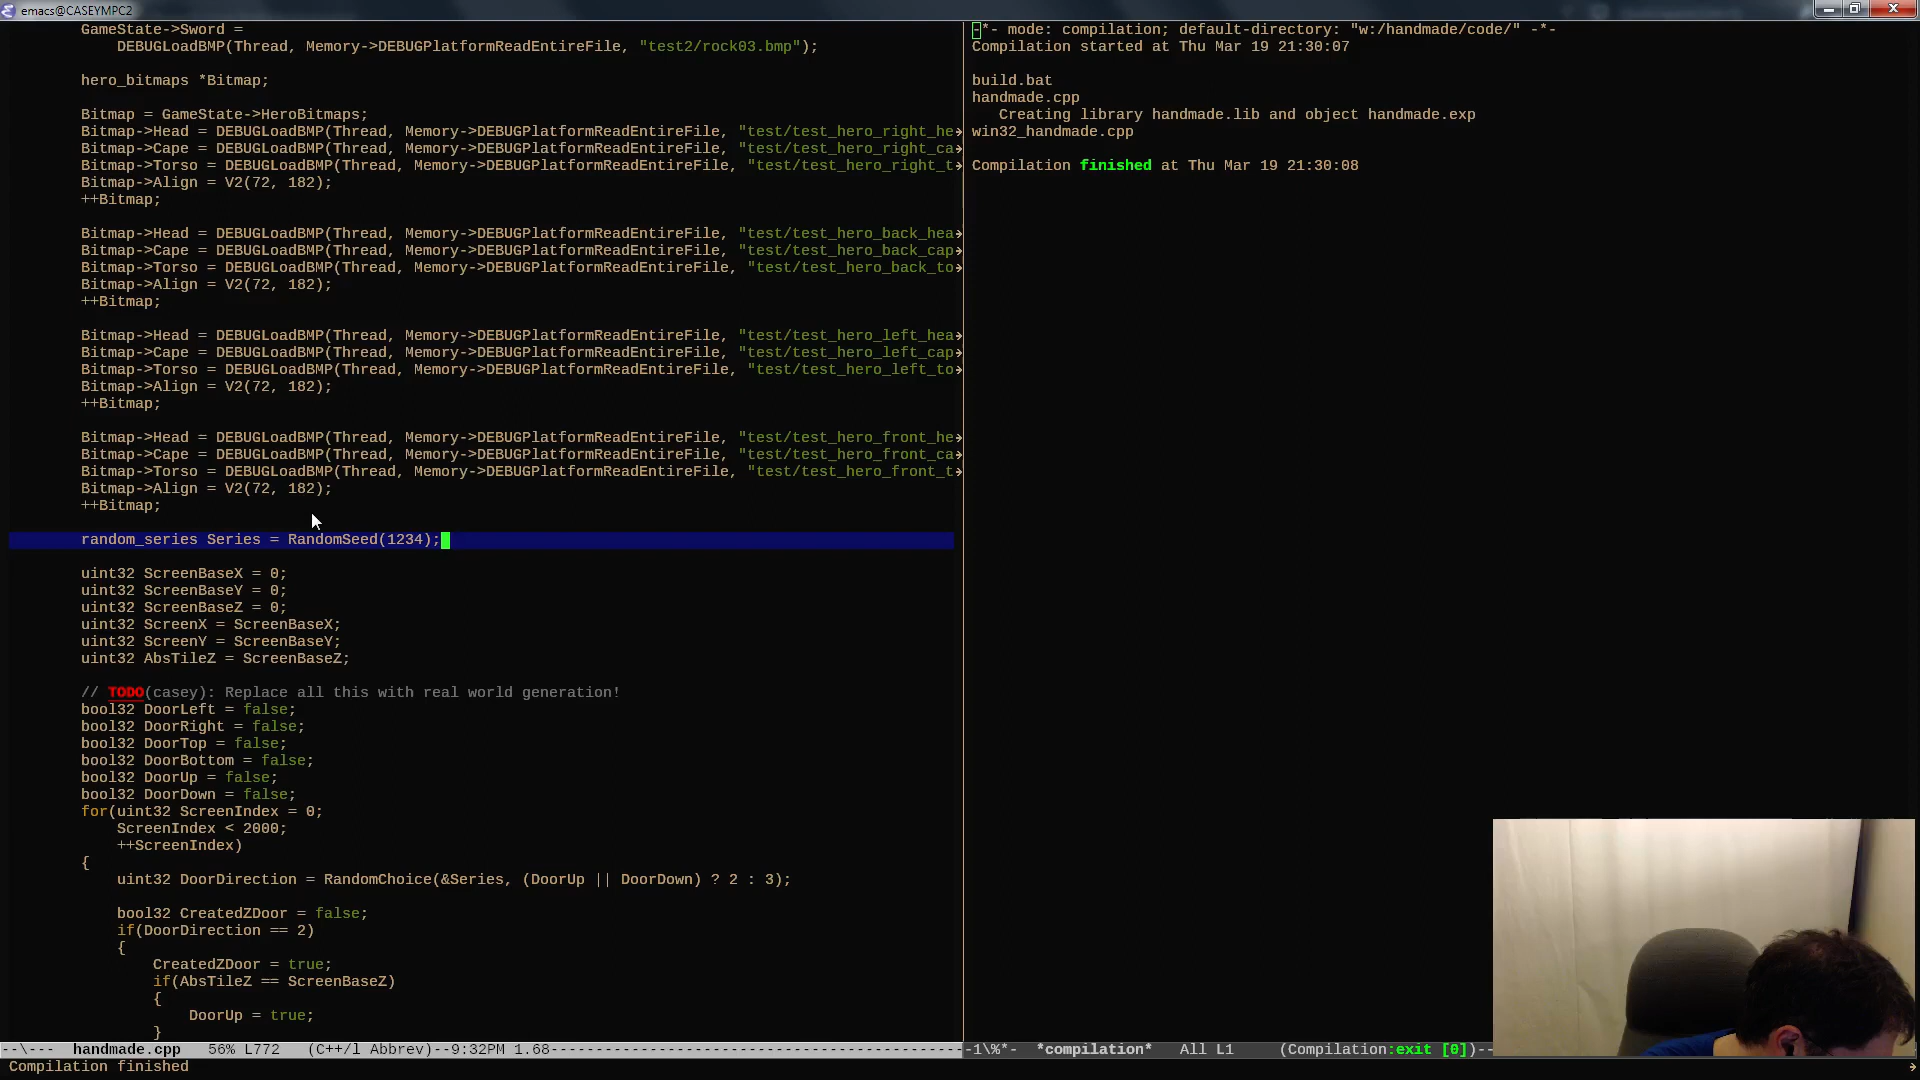 emacs@CASEYMPC2
GameState->Sword =
DEBUGLoadBMP(Thread, Memory->DEBUGPlatformReadEntireFile, "test2/rock03.bmp");
hero_bitmaps *Bitmap;
Bitmap = GameState->HeroBitmaps;
Bitmap->Head = DEBUGLoadBMP(Thread, Memory->DEBUGPlatformReadEntireFile, "test/test_hero_right_he
Bitmap->Cape = DEBUGLoadBMP(Thread, Memory->DEBUGPlatformReadEntireFile, "test/test_hero_right_ca
Bitmap->Torso = DEBUGLoadBMP(Thread, Memory->DEBUGPlatformReadEntireFile, "test/test_hero_right_t
Bitmap->Align = V2(72, 182);
++Bitmap;
Bitmap->Head = DEBUGLoadBMP(Thread, Memory->DEBUGPlatformReadEntireFile, "test/test_hero_back_hea
Bitmap->Cape = DEBUGLoadBMP(Thread, Memory->DEBUGPlatformReadEntireFile, "test/test_hero_back_cap
Bitmap->Torso = DEBUGLoadBMP(Thread, Memory->DEBUGPlatformReadEntireFile, "test/test_hero_back_to
Bitmap->Align = V2(72, 182);
++Bitmap;
Bitmap->Head = DEBUGLoadBMP(Thread, Memory->DEBUGPlatformReadEntireFile, "test/test_hero_left_hea
Bitmap->Cape = DEBUGLoadBMP(Thread, Memory->DEBUGPlatformReadEntireFile, "test/test_hero_left_cap
Bitmap->Torso = DEBUGLoadBMP(Thread, Memory->DEBUGPlatformReadEntireFile, "test/test_hero_left_to
Bitmap->Align = V2(72, 182);
++Bitmap;
Bitmap->Head = DEBUGLoadBMP(Thread, Memory->DEBUGPlatformReadEntireFile, "test/test_hero_front_he
Bitmap->Cape = DEBUGLoadBMP(Thread, Memory->DEBUGPlatformReadEntireFile, "test/test_hero_front_ca
Bitmap->Torso = DEBUGLoadBMP(Thread, Memory->DEBUGPlatformReadEntireFile, "test/test_hero_front_t
Bitmap->Align = V2(72, 182);
++Bitmap;
random_series Series = RandomSeed(1234);
uint32 ScreenBaseX = 0;
uint32 ScreenBaseY = 0;
uint32 ScreenBaseZ = 0;
uint32 ScreenX = ScreenBaseX;
uint32 ScreenY = ScreenBaseY;
uint32 AbsTileZ = ScreenBaseZ;
// TODO(casey): Replace all this with real world generation!
bool32 DoorLeft = false;
bool32 DoorRight = false;
bool32 DoorTop = false;
bool32 DoorBottom = false;
bool32 DoorUp = false;
bool32 DoorDown = false;
for(uint32 ScreenIndex = 0;
ScreenIndex < 2000;
++ScreenIndex)
{
uint32 DoorDirection = RandomChoice(&Series, (DoorUp || DoorDown) ? 2 : 3);
bool32 CreatedZDoor = false;
if(DoorDirection == 2)
{
CreatedZDoor = true;
if(AbsTileZ == ScreenBaseZ)
{
DoorUp = true;
}
--\---  handmade.cpp   56% L772   (C++/l Abbrev)--9:32PM 1.68
Compilation finished
-*- mode: compilation; default-directory: "w:/handmade/code/" -*-
Compilation started at Thu Mar 19 21:30:07
build.bat
handmade.cpp
Creating library handmade.lib and object handmade.exp
win32_handmade.cpp
Compilation finished at Thu Mar 19 21:30:08
-1\%*-  *compilation*   All L1     (Compilation:exit [0])--